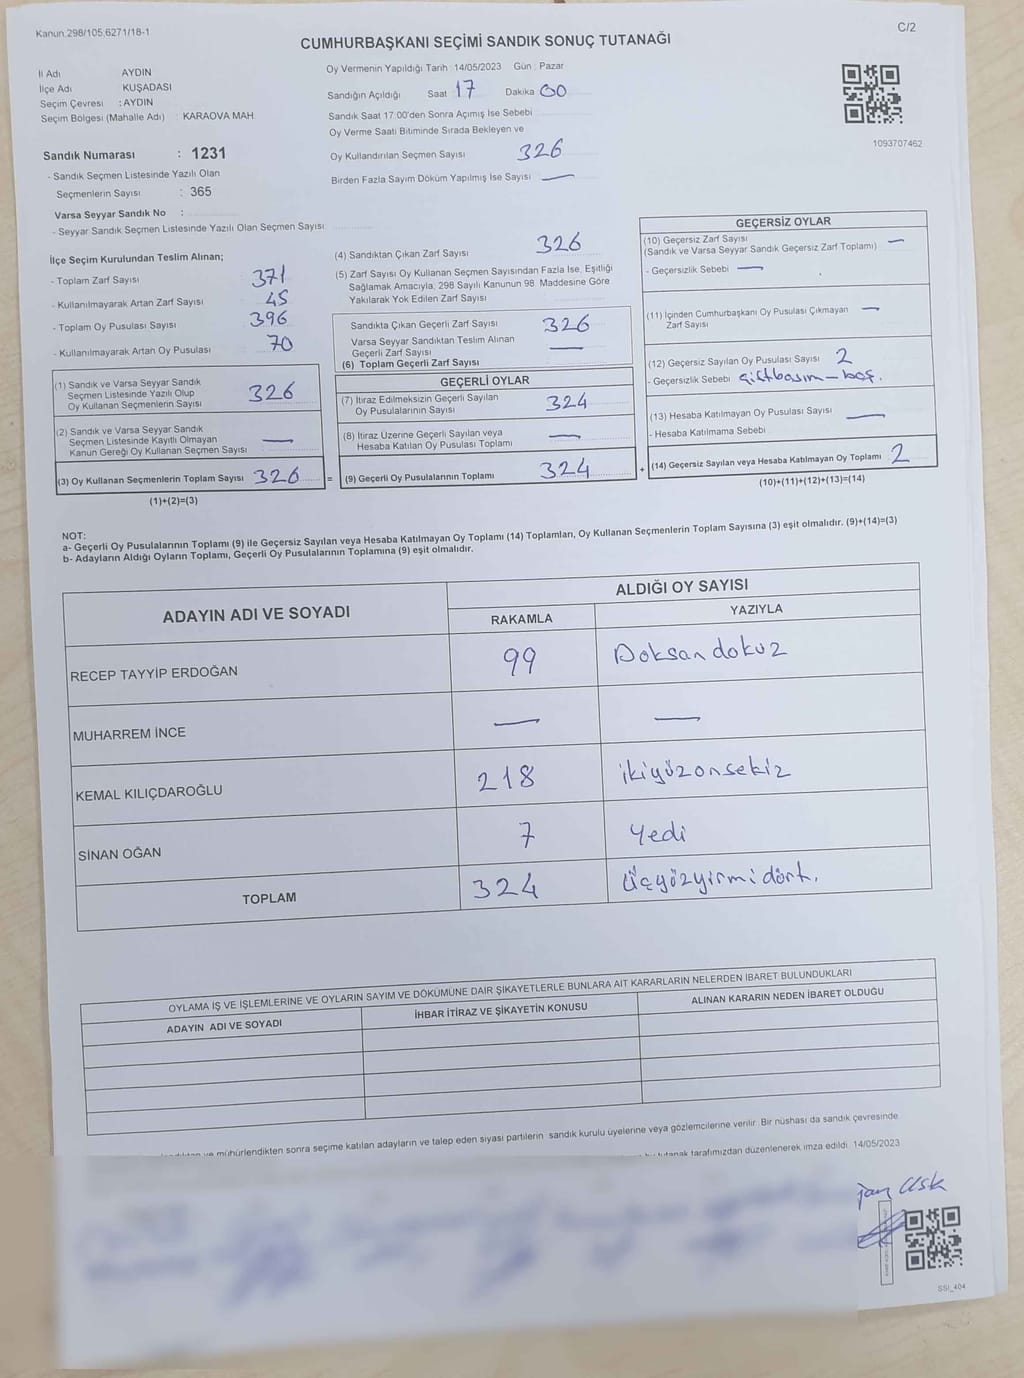 Kanun.298/105,6271/18-1
C/2
CUMHURBAŞKANI SEÇİMİ SANDIK SONUÇ TUTANAĞI
İl Adı AYDIN
İlçe Adı KUŞADASI
Seçim Çevresi : AYDIN
Seçim Bölgesi (Mahalle Adı) : KARAOVA MAH.
Sandık Numarası : 1231
- Sandık Seçmen Listesinde Yazılı Olan
Seçmenlerin Sayısı : 365
Varsa Seyyar Sandık No :
- Seyyar Sandık Seçmen Listesinde Yazılı Olan Seçmen Sayısı
Oy Vermenin Yapıldığı Tarih : 14/05/2023 Gün : Pazar
Sandığın Açıldığı Saat 17 Dakika 00
Sandık Saat 17:00'den Sonra Açımış İse Sebebi
Oy Verme Saati Bitiminde Sırada Bekleyen ve
Oy Kullandırılan Seçmen Sayısı 326
Birden Fazla Sayım Döküm Yapılmış İse Sayısı —
1093707462
İlçe Seçim Kurulundan Teslim Alınan;
- Toplam Zarf Sayısı 371
- Kullanılmayarak Artan Zarf Sayısı 45
- Toplam Oy Pusulası Sayısı 396
- Kullanılmayarak Artan Oy Pusulası 70
(1) Sandık ve Varsa Seyyar Sandık
Seçmen Listesinde Yazılı Olup
Oy Kullanan Seçmenlerin Sayısı 326
(2) Sandık ve Varsa Seyyar Sandık
Seçmen Listesinde Kayıtlı Olmayan
Kanun Gereği Oy Kullanan Seçmen Sayısı —
(3) Oy Kullanan Seçmenlerin Toplam Sayısı 326 =
(1)+(2)=(3)
(4) Sandıktan Çıkan Zarf Sayısı 326
(5) Zarf Sayısı Oy Kullanan Seçmen Sayısından Fazla İse, Eşitliği
Sağlamak Amacıyla; 298 Sayılı Kanunun 98. Maddesine Göre
Yakılarak Yok Edilen Zarf Sayısı
Sandıkta Çıkan Geçerli Zarf Sayısı 326
Varsa Seyyar Sandıktan Teslim Alınan
Geçerli Zarf Sayısı —
(6) Toplam Geçerli Zarf Sayısı
GEÇERLİ OYLAR
(7) İtiraz Edilmeksizin Geçerli Sayılan
Oy Pusulalarının Sayısı 324
(8) İtiraz Üzerine Geçerli Sayılan veya
Hesaba Katılan Oy Pusulası Toplamı —
(9) Geçerli Oy Pusulalarının Toplamı 324 +
GEÇERSİZ OYLAR
(10) Geçersiz Zarf Sayısı —
(Sandık ve Varsa Seyyar Sandık Geçersiz Zarf Toplamı)
- Geçersizlik Sebebi —
(11) İçinden Cumhurbaşkanı Oy Pusulası Çıkmayan —
Zarf Sayısı
(12) Geçersiz Sayılan Oy Pusulası Sayısı 2
- Geçersizlik Sebebi çiftbasım - boş.
(13) Hesaba Katılmayan Oy Pusulası Sayısı —
- Hesaba Katılmama Sebebi
(14) Geçersiz Sayılan veya Hesaba Katılmayan Oy Toplamı 2
(10)+(11)+(12)+(13)=(14)
NOT:
a- Geçerli Oy Pusulalarının Toplamı (9) ile Geçersiz Sayılan veya Hesaba Katılmayan Oy Toplamı (14) Toplamları, Oy Kullanan Seçmenlerin Toplam Sayısına (3) eşit olmalıdır. (9)+(14)=(3)
b- Adayların Aldığı Oyların Toplamı, Geçerli Oy Pusulalarının Toplamına (9) eşit olmalıdır.
ADAYIN ADI VE SOYADI
ALDIĞI OY SAYISI
RAKAMLA YAZIYLA
RECEP TAYYİP ERDOĞAN 99 Doksan dokuz
MUHARREM İNCE — —
KEMAL KILIÇDAROĞLU 218 ikiyüzonsekiz
SİNAN OĞAN 7 Yedi
TOPLAM 324 Üçyüzyirmidört.
OYLAMA İŞ VE İŞLEMLERİNE VE OYLARIN SAYIM VE DÖKÜMÜNE DAİR ŞİKAYETLERLE BUNLARA AİT KARARLARIN NELERDEN İBARET BULUNDUKLARI
ADAYIN ADI VE SOYADI İHBAR İTİRAZ VE ŞİKAYETİN KONUSU ALINAN KARARIN NEDEN İBARET OLDUĞU
ve mühürlendikten sonra seçime katılan adayların ve talep eden siyasi partilerin sandık kurulu üyelerine veya gözlemcilerine verilir. Bir nüshası da sandık çevresinde
tutanak tarafımızdan düzenlenerek imza edildi. 14/05/2023
SSI_404